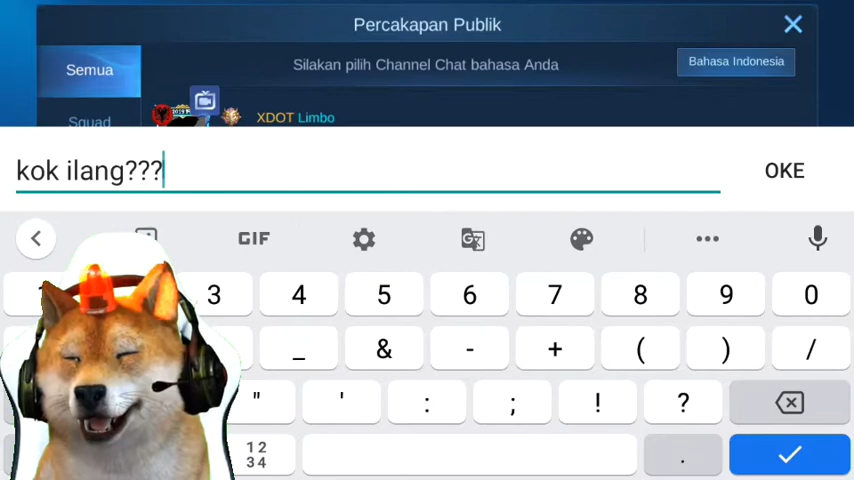 Percakapan Publik
Semua
Silakan pilih Channel Chat bahasa Anda
Bahasa Indonesia
Squad
XDOT Limbo
kok ilang???
OKE
GIF
3 4 5 6 7 8 9 0
_ & - + ( ) /
" ' : ; ! ?
12
34
.